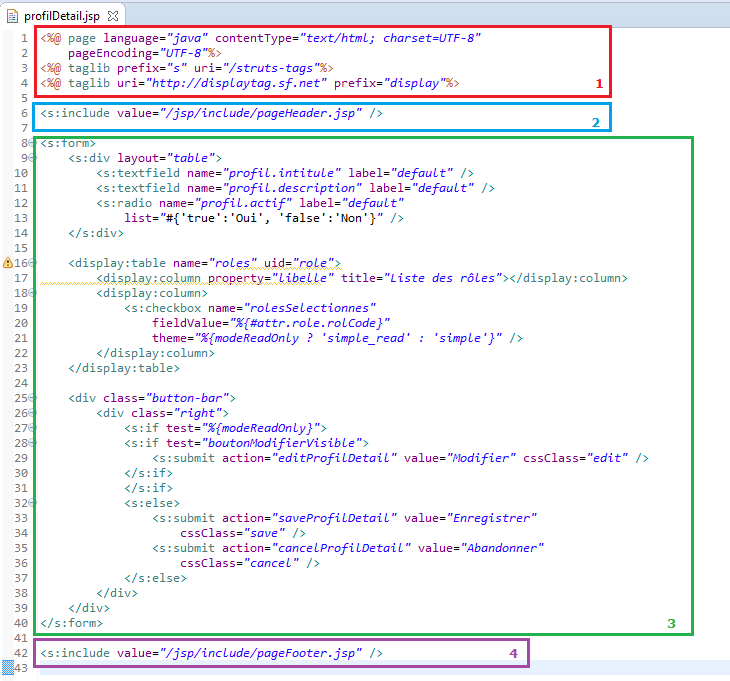 profilDetail.jsp
1 <%@ page language="java" contentType="text/html; charset=UTF-8"
2 pageEncoding="UTF-8"%>
3 <%@ taglib prefix="s" uri="/struts-tags"%>
4 <%@ taglib uri="http://displaytag.sf.net" prefix="display"%> 1
5
6 <s:include value="/jsp/include/pageHeader.jsp" /> 2
7
8 <s:form>
9 <s:div layout="table">
10 <s:textfield name="profil.intitule" label="default" />
11 <s:textfield name="profil.description" label="default" />
12 <s:radio name="profil.actif" label="default"
13 list="#{'true':'Oui', 'false':'Non'}" />
14 </s:div>
15
16 <display:table name="roles" uid="role">
17 <display:column property="libelle" title="Liste des rôles"></display:column>
18 <display:column>
19 <s:checkbox name="rolesSelectionnes"
20 fieldValue="%{#attr.role.rolCode}"
21 theme="%{modeReadOnly ? 'simple_read' : 'simple'}" />
22 </display:column>
23 </display:table>
24
25 <div class="button-bar">
26 <div class="right">
27 <s:if test="%{modeReadOnly}">
28 <s:if test="boutonModifierVisible">
29 <s:submit action="editProfilDetail" value="Modifier" cssClass="edit" />
30 </s:if>
31 </s:if>
32 <s:else>
33 <s:submit action="saveProfilDetail" value="Enregistrer"
34 cssClass="save" />
35 <s:submit action="cancelProfilDetail" value="Abandonner"
36 cssClass="cancel" />
37 </s:else>
38 </div>
39 </div>
40 </s:form> 3
41
42 <s:include value="/jsp/include/pageFooter.jsp" /> 4
43